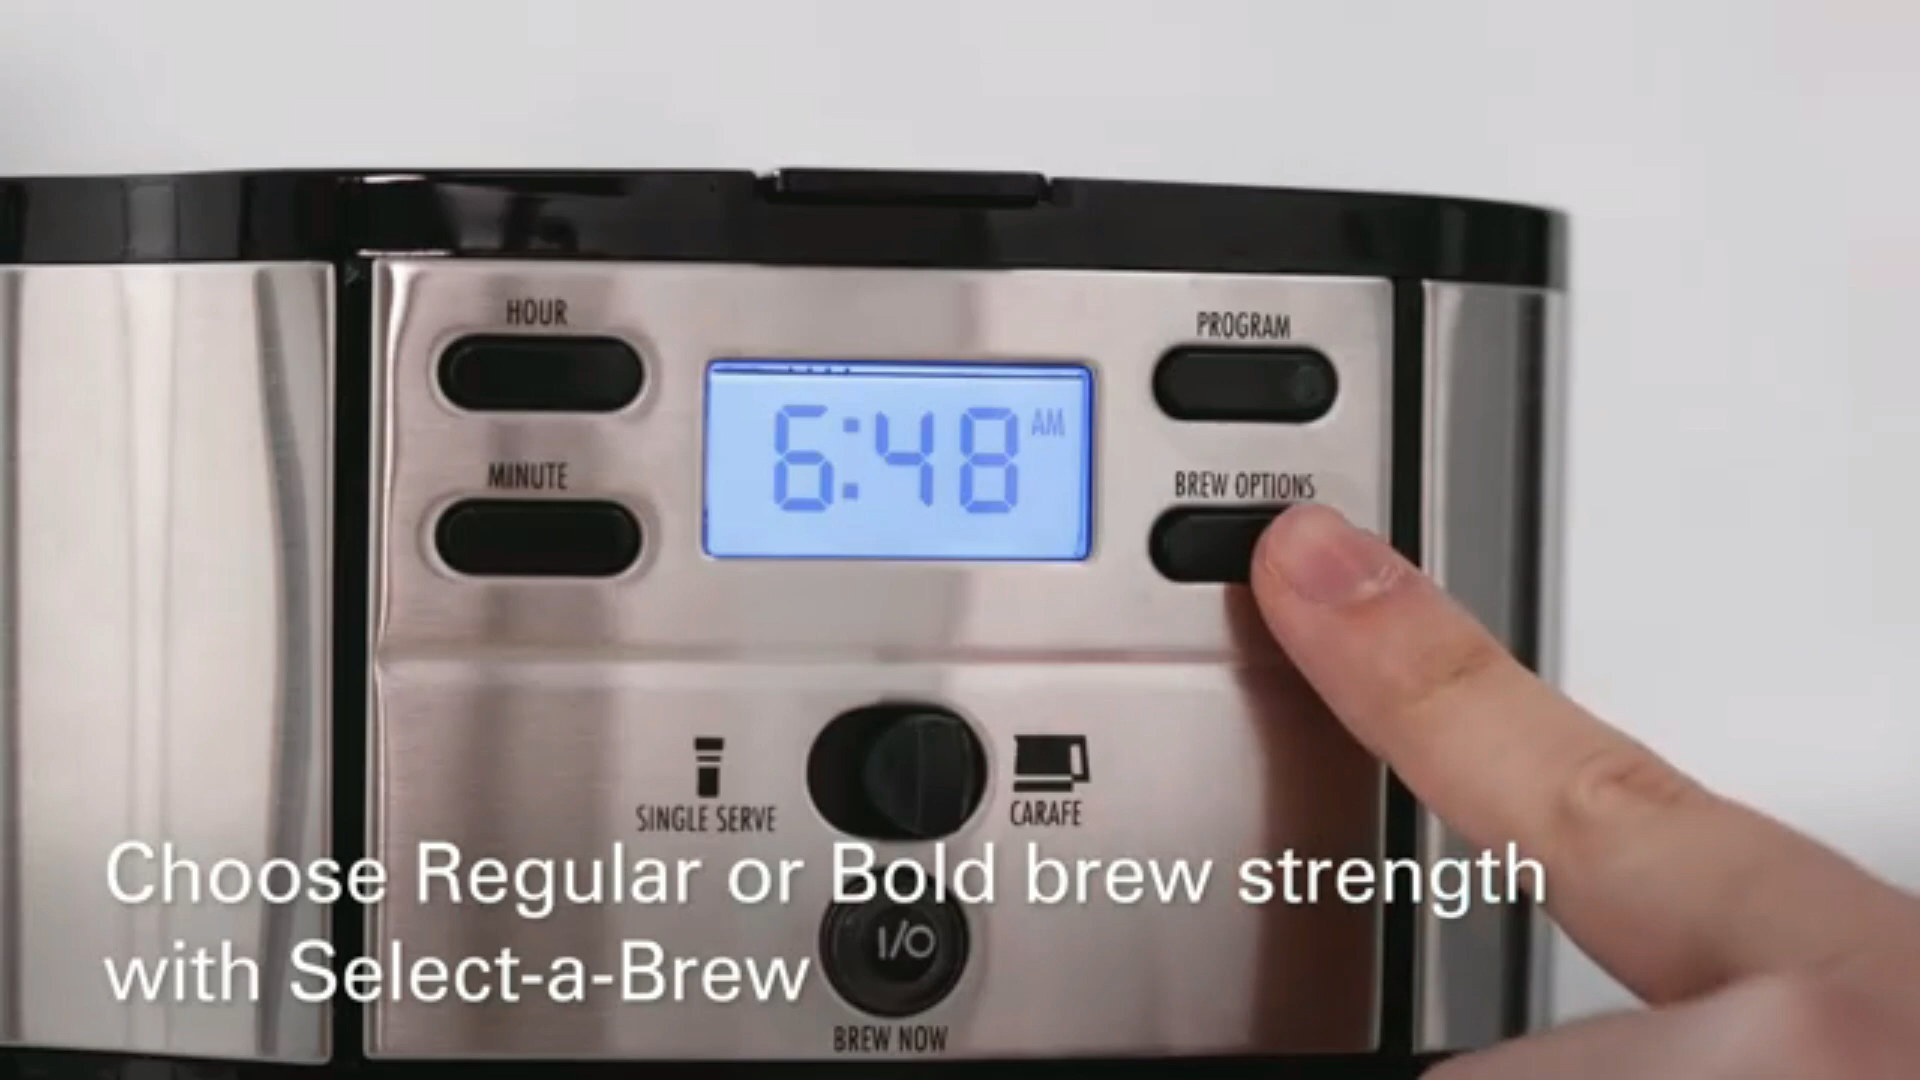 HOUR
PROGRAM
6:48 AM
MINUTE
BREW OPTIONS
SINGLE SERVE
CARAFE
Choose Regular or Bold brew strength
with Select-a-Brew
I/O
BREW NOW